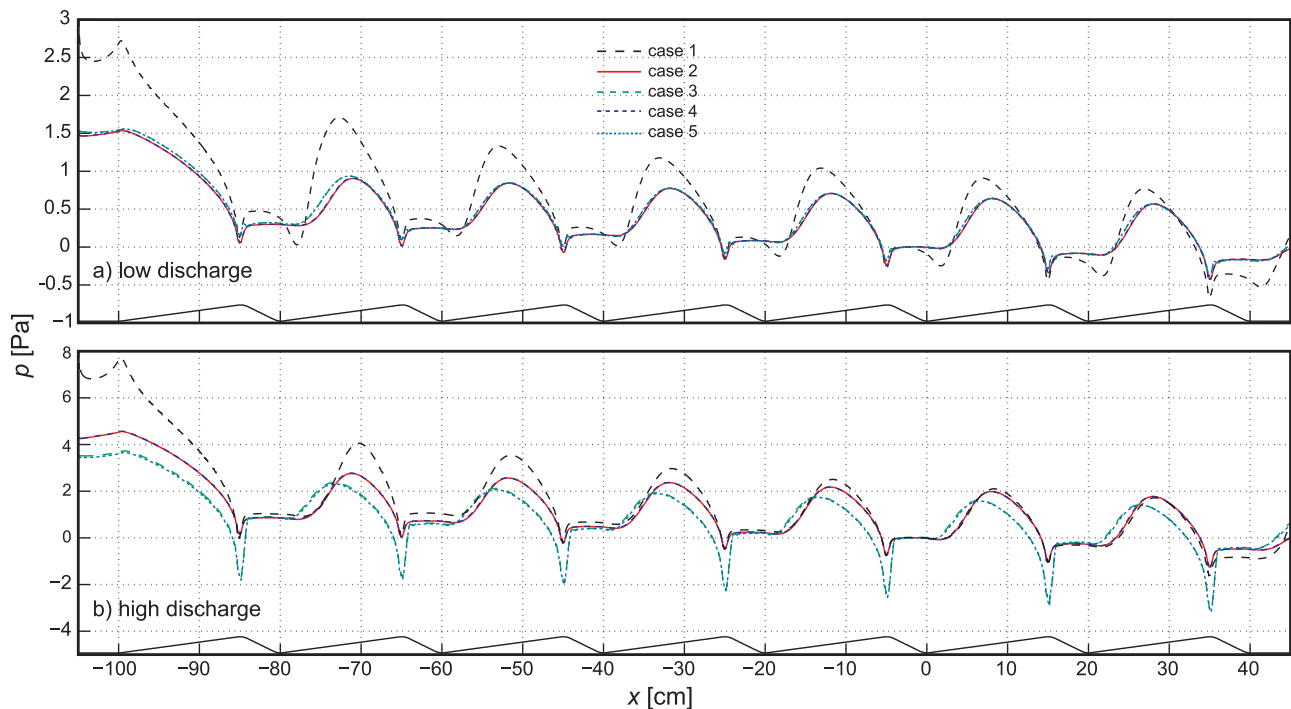 3
2.5
2
1.5
1
0.5
0
−0.5
−1
case 1
case 2
case 3
case 4
case 5
a) low discharge
p [Pa]
8
6
4
2
0
−2
−4
b) high discharge
−100 −90 −80 −70 −60 −50 −40 −30 −20 −10 0 10 20 30 40
x [cm]